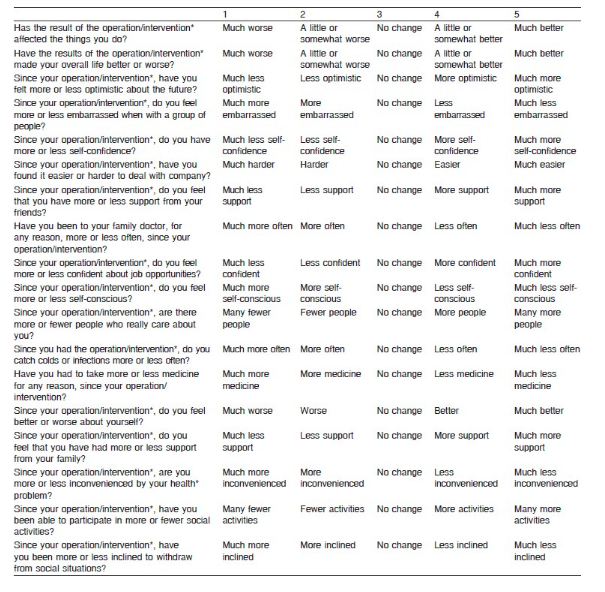 1 2 3 4 5
Has the result of the operation/intervention* Much worse A little or No change A little or Much better
affected the things you do? somewhat worse somewhat better
Have the results of the operation/intervention* Much worse A little or No change A little or Much better
made your overall life better or worse? somewhat worse somewhat better
Since your operation/intervention*, have you Much less Less optimistic No change More optimistic Much more
felt more or less optimistic about the future? optimistic optimistic
Since your operation/intervention*, do you feel Much more More No change Less Much less
more or less embarrassed when with a group of embarrassed embarrassed embarrassed embarrassed
people?
Since your operation/intervention*, do you have Much less self- Less self- No change More self- Much more
more or less self-confidence? confidence confidence confidence self-confidence
Since your operation/intervention*, have you Much harder Harder No change Easier Much easier
found it easier or harder to deal with company?
Since your operation/intervention*, do you feel Much less Less support No change More support Much more
that you have more or less support from your support support
friends?
Have you been to your family doctor, for Much more often More often No change Less often Much less often
any reason, more or less often, since your
operation/intervention?
Since your operation/intervention*, do you feel Much less Less confident No change More confident Much more
more or less confident about job opportunities? confident confident
Since your operation/intervention*, do you feel Much more More self- No change Less self- Much less self-
more or less self-conscious? self-conscious conscious conscious conscious
Since your operation/intervention*, are there Many fewer Fewer people No change More people Many more
more or fewer people who really care about people people
you?
Since you had the operation/intervention*, do you Much more often More often No change Less often Much less often
catch colds or infections more or less often?
Have you had to take more or less medicine Much more More medicine No change Less medicine Much less
for any reason, since your operation/ medicine medicine
intervention?
Since your operation/intervention*, do you feel Much worse Worse No change Better Much better
better or worse about yourself?
Since your operation/intervention*, do you Much less Less support No change More support Much more
feel that you have had more or less support support support
from your family?
Since your operation/intervention*, are you Much more More No change Less Much less
more or less inconvenienced by your health* inconvenienced inconvenienced inconvenienced inconvenienced
problem?
Since your operation/intervention*, have you Many fewer Fewer activities No change More activities Many more
been able to participate in more or fewer social activities activities
activities?
Since your operation/intervention*, have Much more More inclined No change Less inclined Much less
you been more or less inclined to withdraw inclined inclined
from social situations?